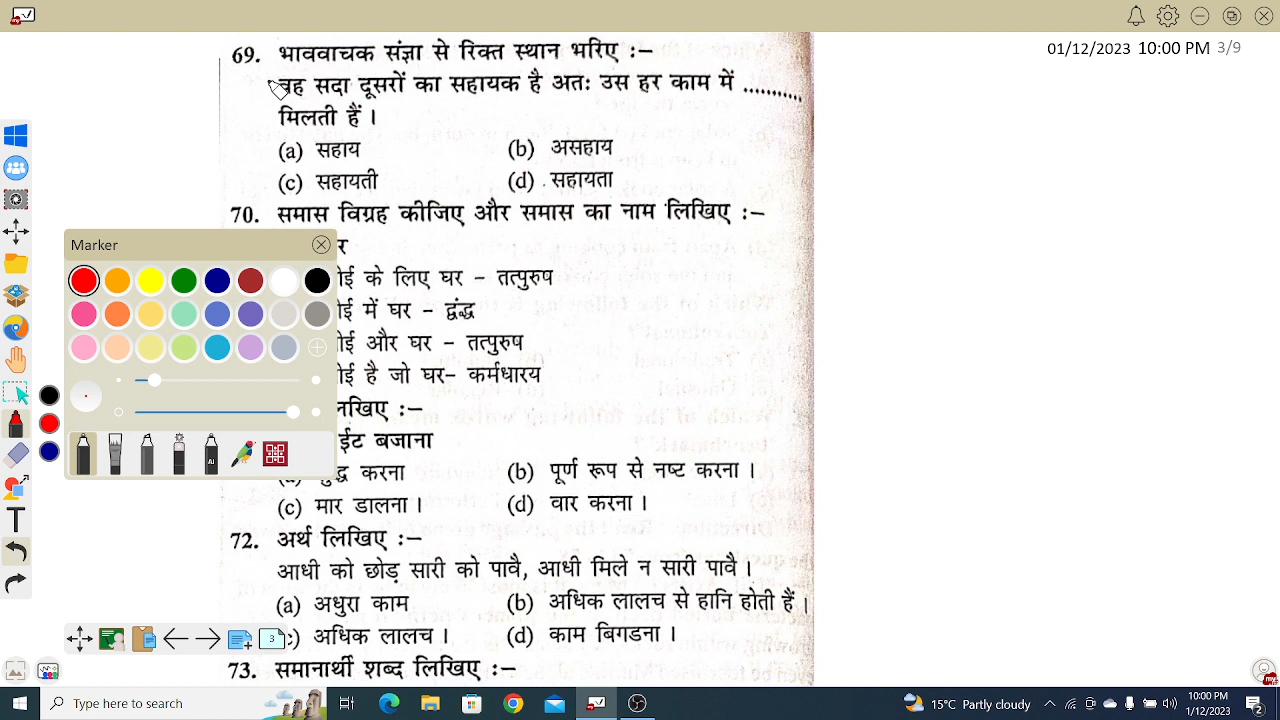 01/12/2023 10:00 PM 3/9
69. भाववाचक संज्ञा से रिक्त स्थान भरिए :–
वह सदा दूसरों का सहायक है अतः उस हर काम में ...........
मिलती हैं।
(a) सहाय (b) असहाय
(c) सहायती (d) सहायता
70. समास विग्रह कीजिए और समास का नाम लिखिए :–
Marker
र
ोई के लिए घर – तत्पुरुष
ोई में घर – द्वंद्ध
ोई और घर – तत्पुरुष
ोई है जो घर– कर्मधारय
लिखिए :–
ईट बजाना
करना (b) पूर्ण रूप से नष्ट करना।
(c) मार डालना। (d) वार करना।
72. अर्थ लिखिए :–
आधी को छोड़ सारी को पावै, आधी मिले न सारी पावै।
(a) अधुरा काम (b) अधिक लालच से हानि होती हैं।
अधिक लालच। (d) काम बिगडना।
73. समानार्थी शब्द लिखिए :–
3
Type here to search
15°C Partly cloudy
ENG
10:00 PM
1/12/2023